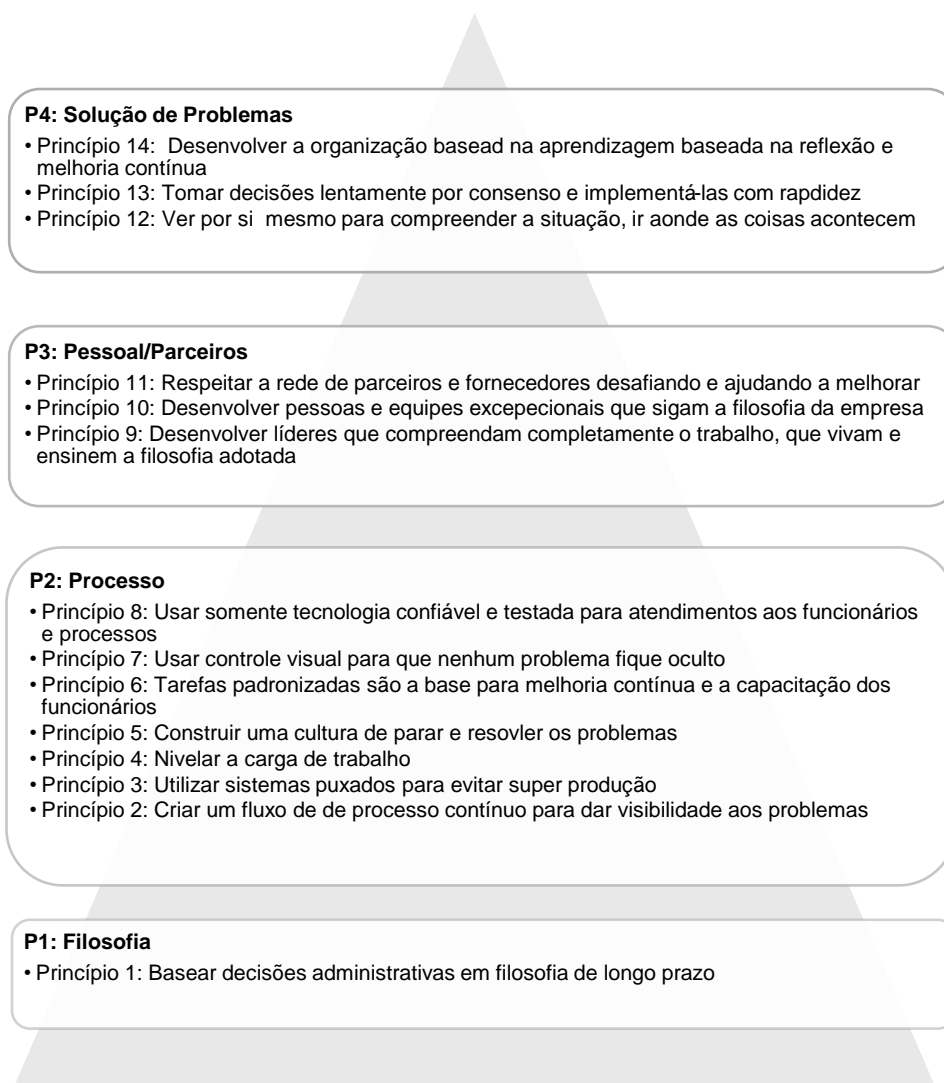 P4: Solução de Problemas
• Princípio 14:  Desenvolver a organização basead na aprendizagem baseada na reflexão e
melhoria contínua
• Princípio 13: Tomar decisões lentamente por consenso e implementá-las com rapdidez
• Princípio 12: Ver por si  mesmo para compreender a situação, ir aonde as coisas acontecem
P3: Pessoal/Parceiros
• Princípio 11: Respeitar a rede de parceiros e fornecedores desafiando e ajudando a melhorar
• Princípio 10: Desenvolver pessoas e equipes excepecionais que sigam a filosofia da empresa
• Princípio 9: Desenvolver líderes que compreendam completamente o trabalho, que vivam e
ensinem a filosofia adotada
P2: Processo
• Princípio 8: Usar somente tecnologia confiável e testada para atendimentos aos funcionários
e processos
• Princípio 7: Usar controle visual para que nenhum problema fique oculto
• Princípio 6: Tarefas padronizadas são a base para melhoria contínua e a capacitação dos
funcionários
• Princípio 5: Construir uma cultura de parar e resovler os problemas
• Princípio 4: Nivelar a carga de trabalho
• Princípio 3: Utilizar sistemas puxados para evitar super produção
• Princípio 2: Criar um fluxo de de processo contínuo para dar visibilidade aos problemas
P1: Filosofia
• Princípio 1: Basear decisões administrativas em filosofia de longo prazo